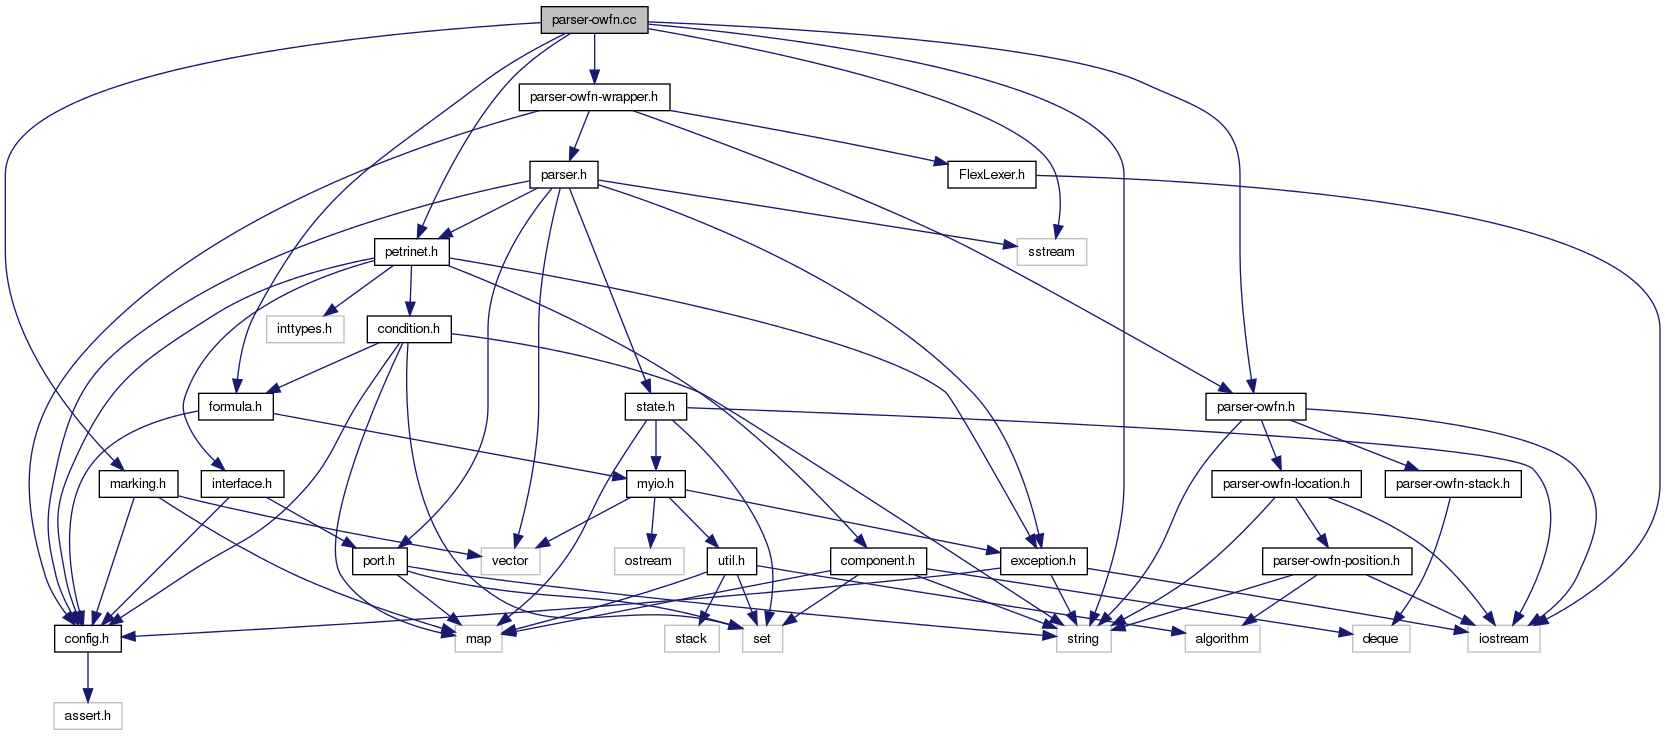 parser-owfn.cc
parser-owfn-wrapper.h
parser.h
FlexLexer.h
petrinet.h
sstream
inttypes.h
condition.h
formula.h
state.h
parser-owfn.h
marking.h
interface.h
myio.h
parser-owfn-location.h
parser-owfn-stack.h
port.h
vector
ostream
util.h
component.h
exception.h
parser-owfn-position.h
config.h
map
stack
set
string
algorithm
deque
iostream
assert.h